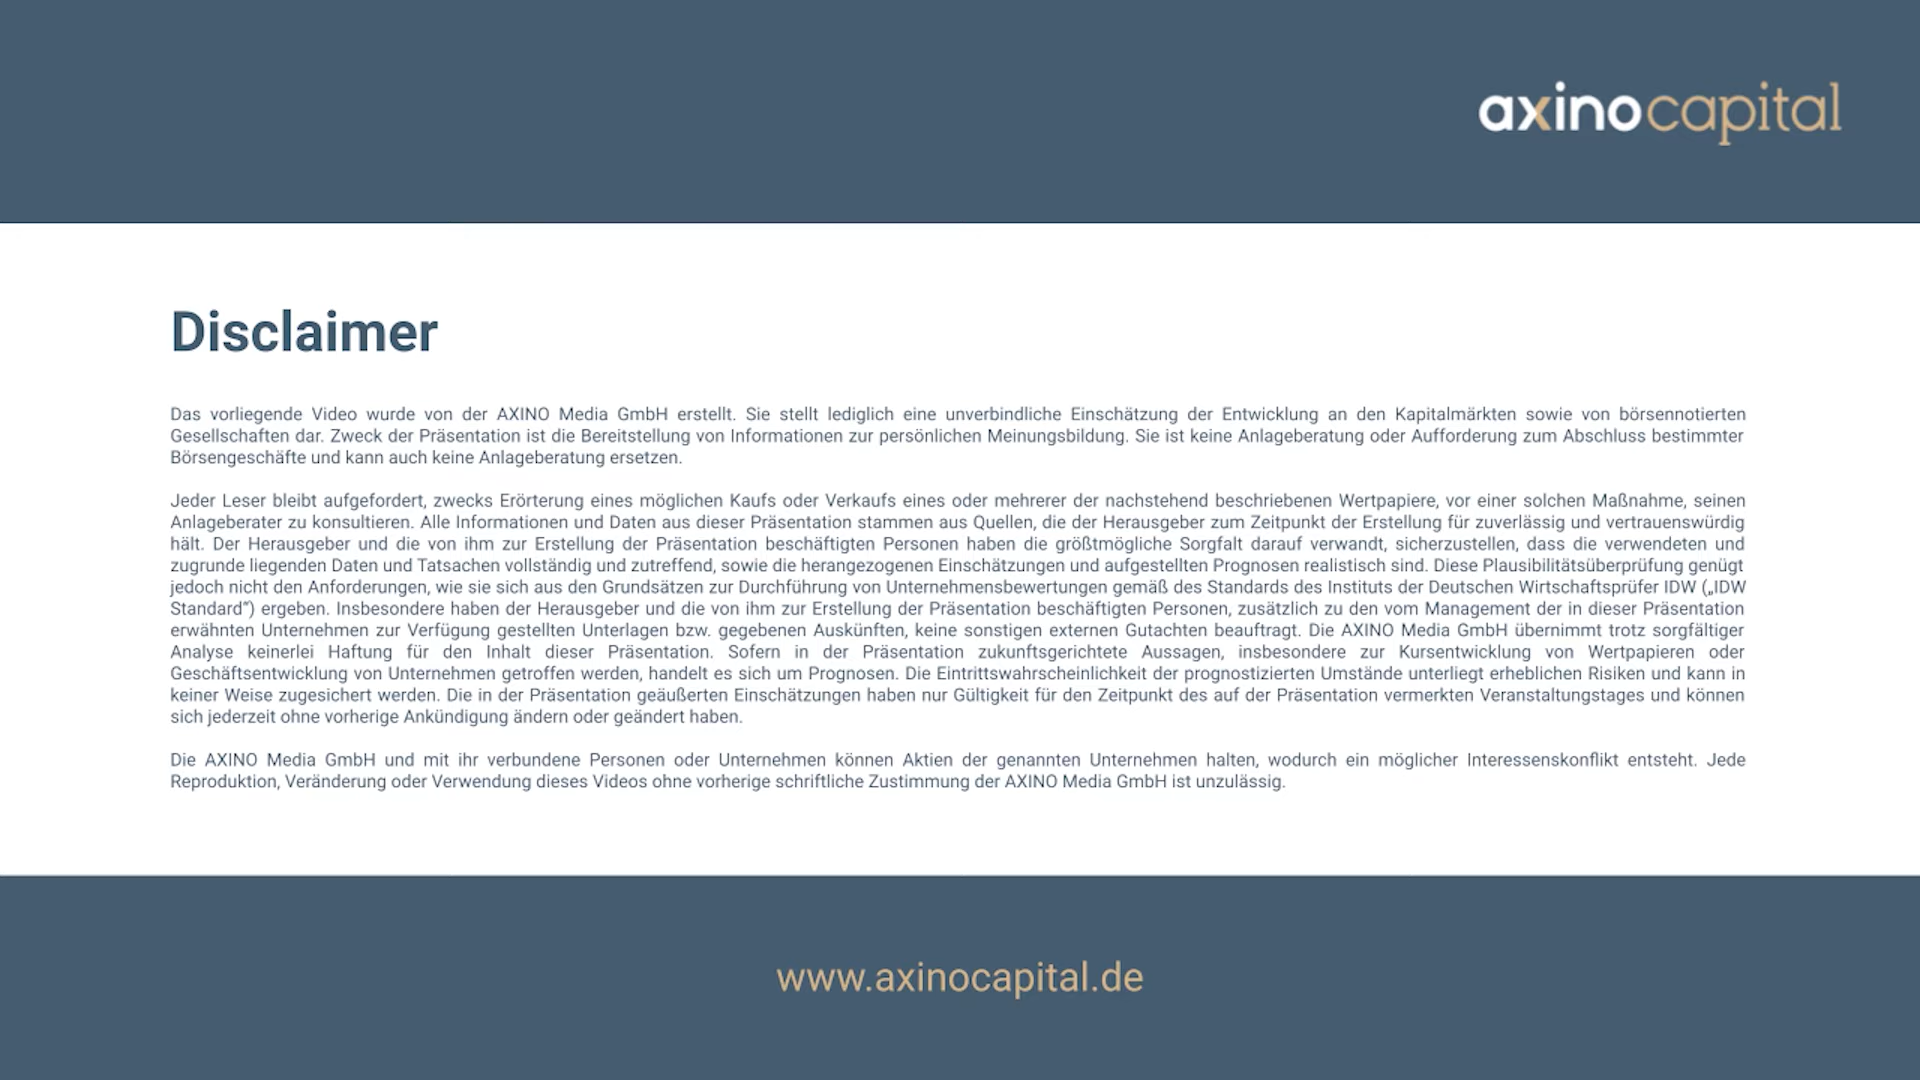 axinocapital
Disclaimer
Das vorliegende Video wurde von der AXINO Media GmbH erstellt. Sie stellt lediglich eine unverbindliche Einschätzung der Entwicklung an den Kapitalmärkten sowie von börsennotierten
Gesellschaften dar. Zweck der Präsentation ist die Bereitstellung von Informationen zur persönlichen Meinungsbildung. Sie ist keine Anlageberatung oder Aufforderung zum Abschluss bestimmter
Börsengeschäfte und kann auch keine Anlageberatung ersetzen.
Jeder Leser bleibt aufgefordert, zwecks Erörterung eines möglichen Kaufs oder Verkaufs eines oder mehrerer der nachstehend beschriebenen Wertpapiere, vor einer solchen Maßnahme, seinen
Anlageberater zu konsultieren. Alle Informationen und Daten aus dieser Präsentation stammen aus Quellen, die der Herausgeber zum Zeitpunkt der Erstellung für zuverlässig und vertrauenswürdig
hält. Der Herausgeber und die von ihm zur Erstellung der Präsentation beschäftigten Personen haben die größtmögliche Sorgfalt darauf verwandt, sicherzustellen, dass die verwendeten und
zugrunde liegenden Daten und Tatsachen vollständig und zutreffend, sowie die herangezogenen Einschätzungen und aufgestellten Prognosen realistisch sind. Diese Plausibilitätsüberprüfung genügt
jedoch nicht den Anforderungen, wie sie sich aus den Grundsätzen zur Durchführung von Unternehmensbewertungen gemäß des Standards des Instituts der Deutschen Wirtschaftsprüfer IDW („IDW
Standard“) ergeben. Insbesondere haben der Herausgeber und die von ihm zur Erstellung der Präsentation beschäftigten Personen, zusätzlich zu den vom Management der in dieser Präsentation
erwähnten Unternehmen zur Verfügung gestellten Unterlagen bzw. gegebenen Auskünften, keine sonstigen externen Gutachten beauftragt. Die AXINO Media GmbH übernimmt trotz sorgfältiger
Analyse keinerlei Haftung für den Inhalt dieser Präsentation. Sofern in der Präsentation zukunftsgerichtete Aussagen, insbesondere zur Kursentwicklung von Wertpapieren oder
Geschäftsentwicklung von Unternehmen getroffen werden, handelt es sich um Prognosen. Die Eintrittswahrscheinlichkeit der prognostizierten Umstände unterliegt erheblichen Risiken und kann in
keiner Weise zugesichert werden. Die in der Präsentation geäußerten Einschätzungen haben nur Gültigkeit für den Zeitpunkt des auf der Präsentation vermerkten Veranstaltungstages und können
sich jederzeit ohne vorherige Ankündigung ändern oder geändert haben.
Die AXINO Media GmbH und mit ihr verbundene Personen oder Unternehmen können Aktien der genannten Unternehmen halten, wodurch ein möglicher Interessenskonflikt entsteht. Jede
Reproduktion, Veränderung oder Verwendung dieses Videos ohne vorherige schriftliche Zustimmung der AXINO Media GmbH ist unzulässig.
www.axinocapital.de